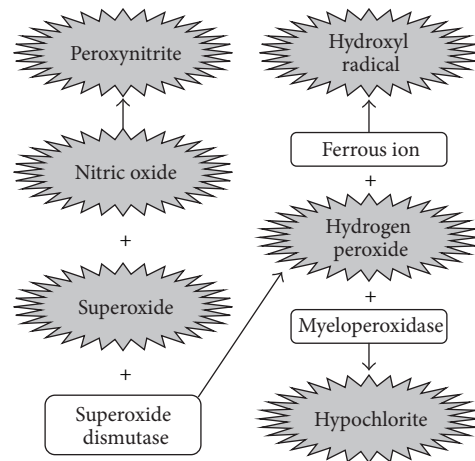 Peroxynitrite
Nitric oxide
+
Superoxide
+
Superoxide
dismutase
Hydroxyl
radical
Ferrous ion
+
Hydrogen
peroxide
+
Myeloperoxidase
Hypochlorite